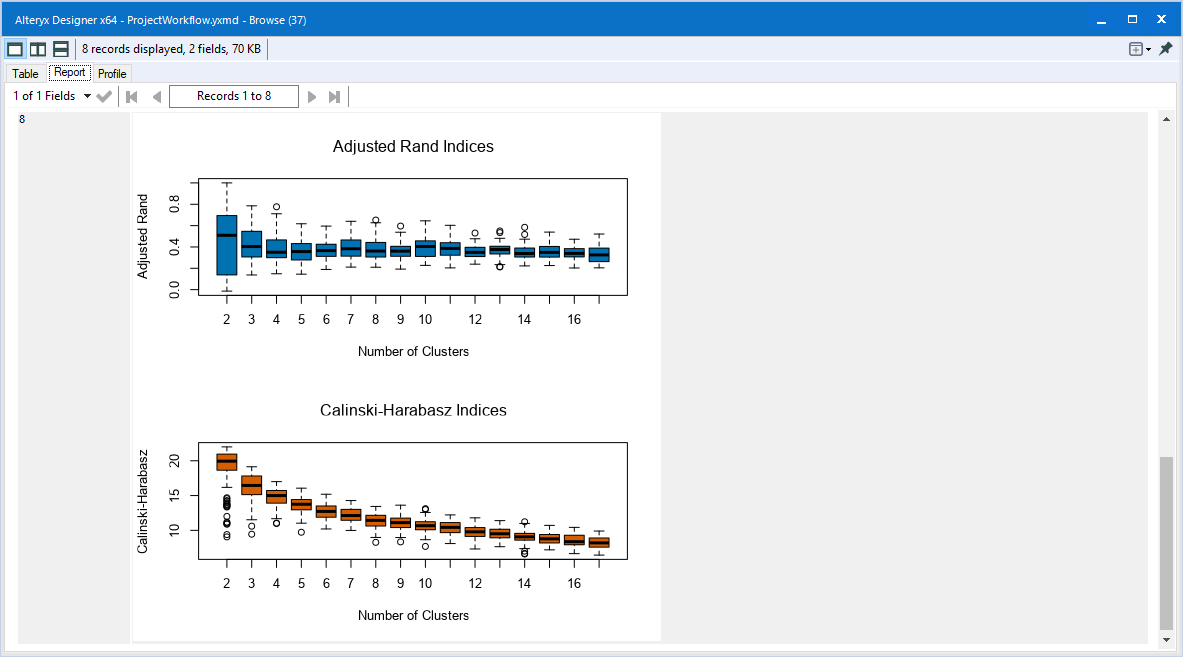 Alteryx Designer x64 - ProjectWorkflow.yxmd - Browse (37)
8 records displayed, 2 fields, 70 KB
Table Report Profile
1 of 1 Fields Records 1 to 8
8
Adjusted Rand Indices
Adjusted Rand
0.8
0.4
0.0
2 3 4 5 6 7 8 9 10 12 14 16
Number of Clusters
Calinski-Harabasz Indices
Calinski-Harabasz
20
15
10
2 3 4 5 6 7 8 9 10 12 14 16
Number of Clusters